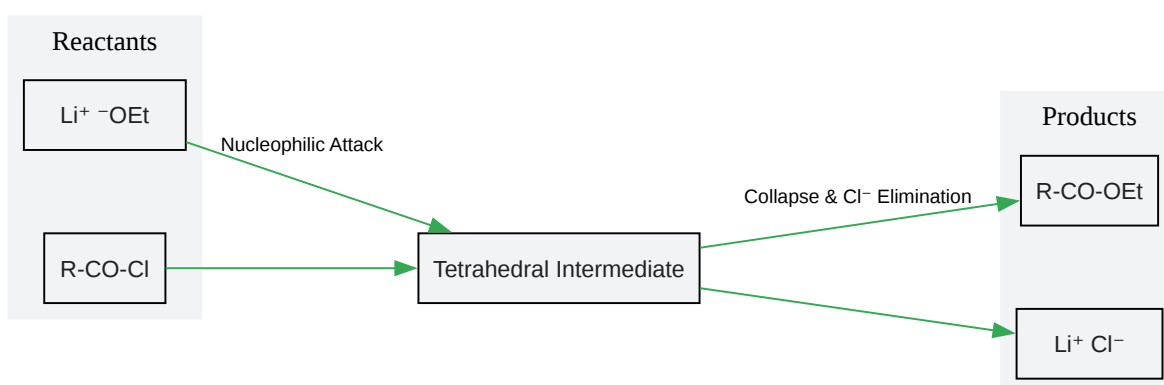 Reactants
Li⁺ ⁻OEt
Nucleophilic Attack
R-CO-Cl
Tetrahedral Intermediate
Collapse & Cl⁻ Elimination
Products
R-CO-OEt
Li⁺ Cl⁻